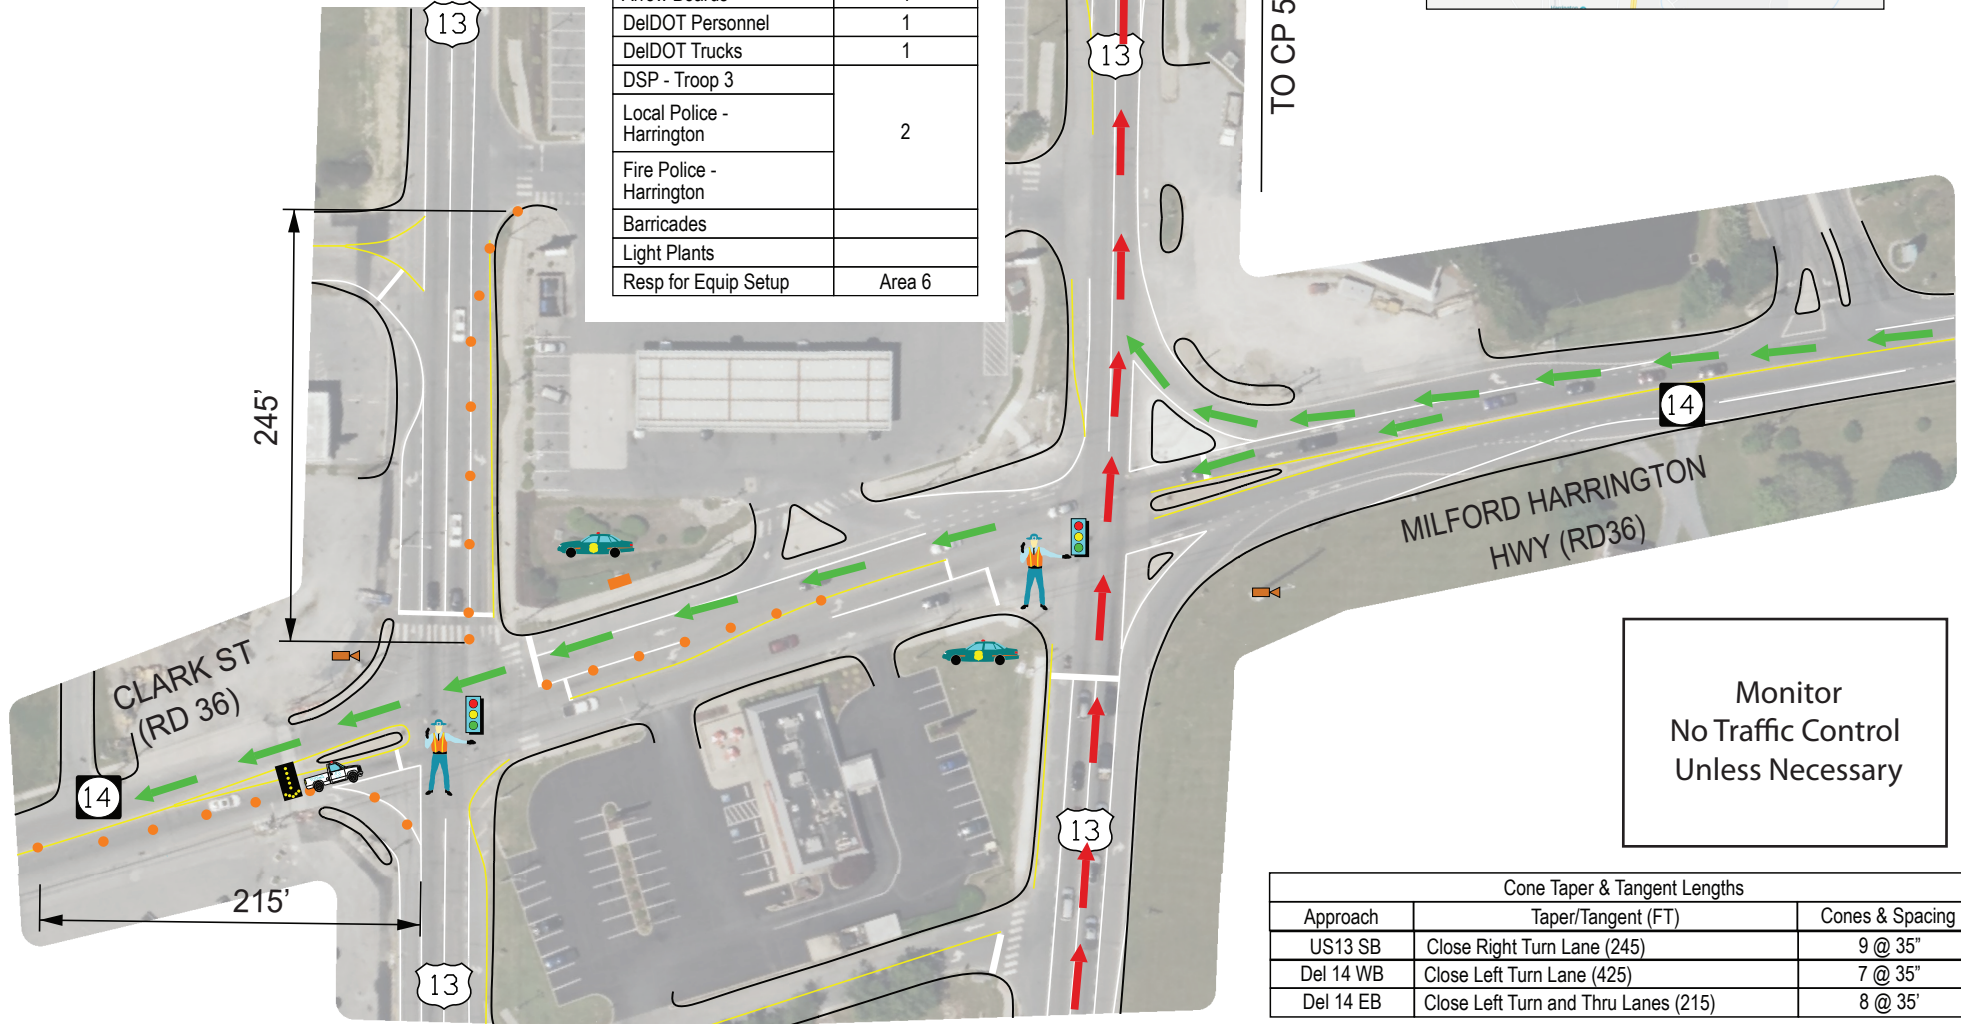 13
DelDOT Personnel 1
DelDOT Trucks 1
DSP - Troop 3
Local Police -
Harrington 2
Fire Police -
Harrington
Barricades
Light Plants
Resp for Equip Setup Area 6
13
TO CP 5
245'
14
MILFORD HARRINGTON
HWY (RD36)
CLARK ST
(RD 36)
14
215'
13
13
Monitor
No Traffic Control
Unless Necessary
Cone Taper & Tangent Lengths
Approach Taper/Tangent (FT) Cones & Spacing
US13 SB Close Right Turn Lane (245) 9 @ 35”
Del 14 WB Close Left Turn Lane (425) 7 @ 35”
Del 14 EB Close Left Turn and Thru Lanes (215) 8 @ 35'